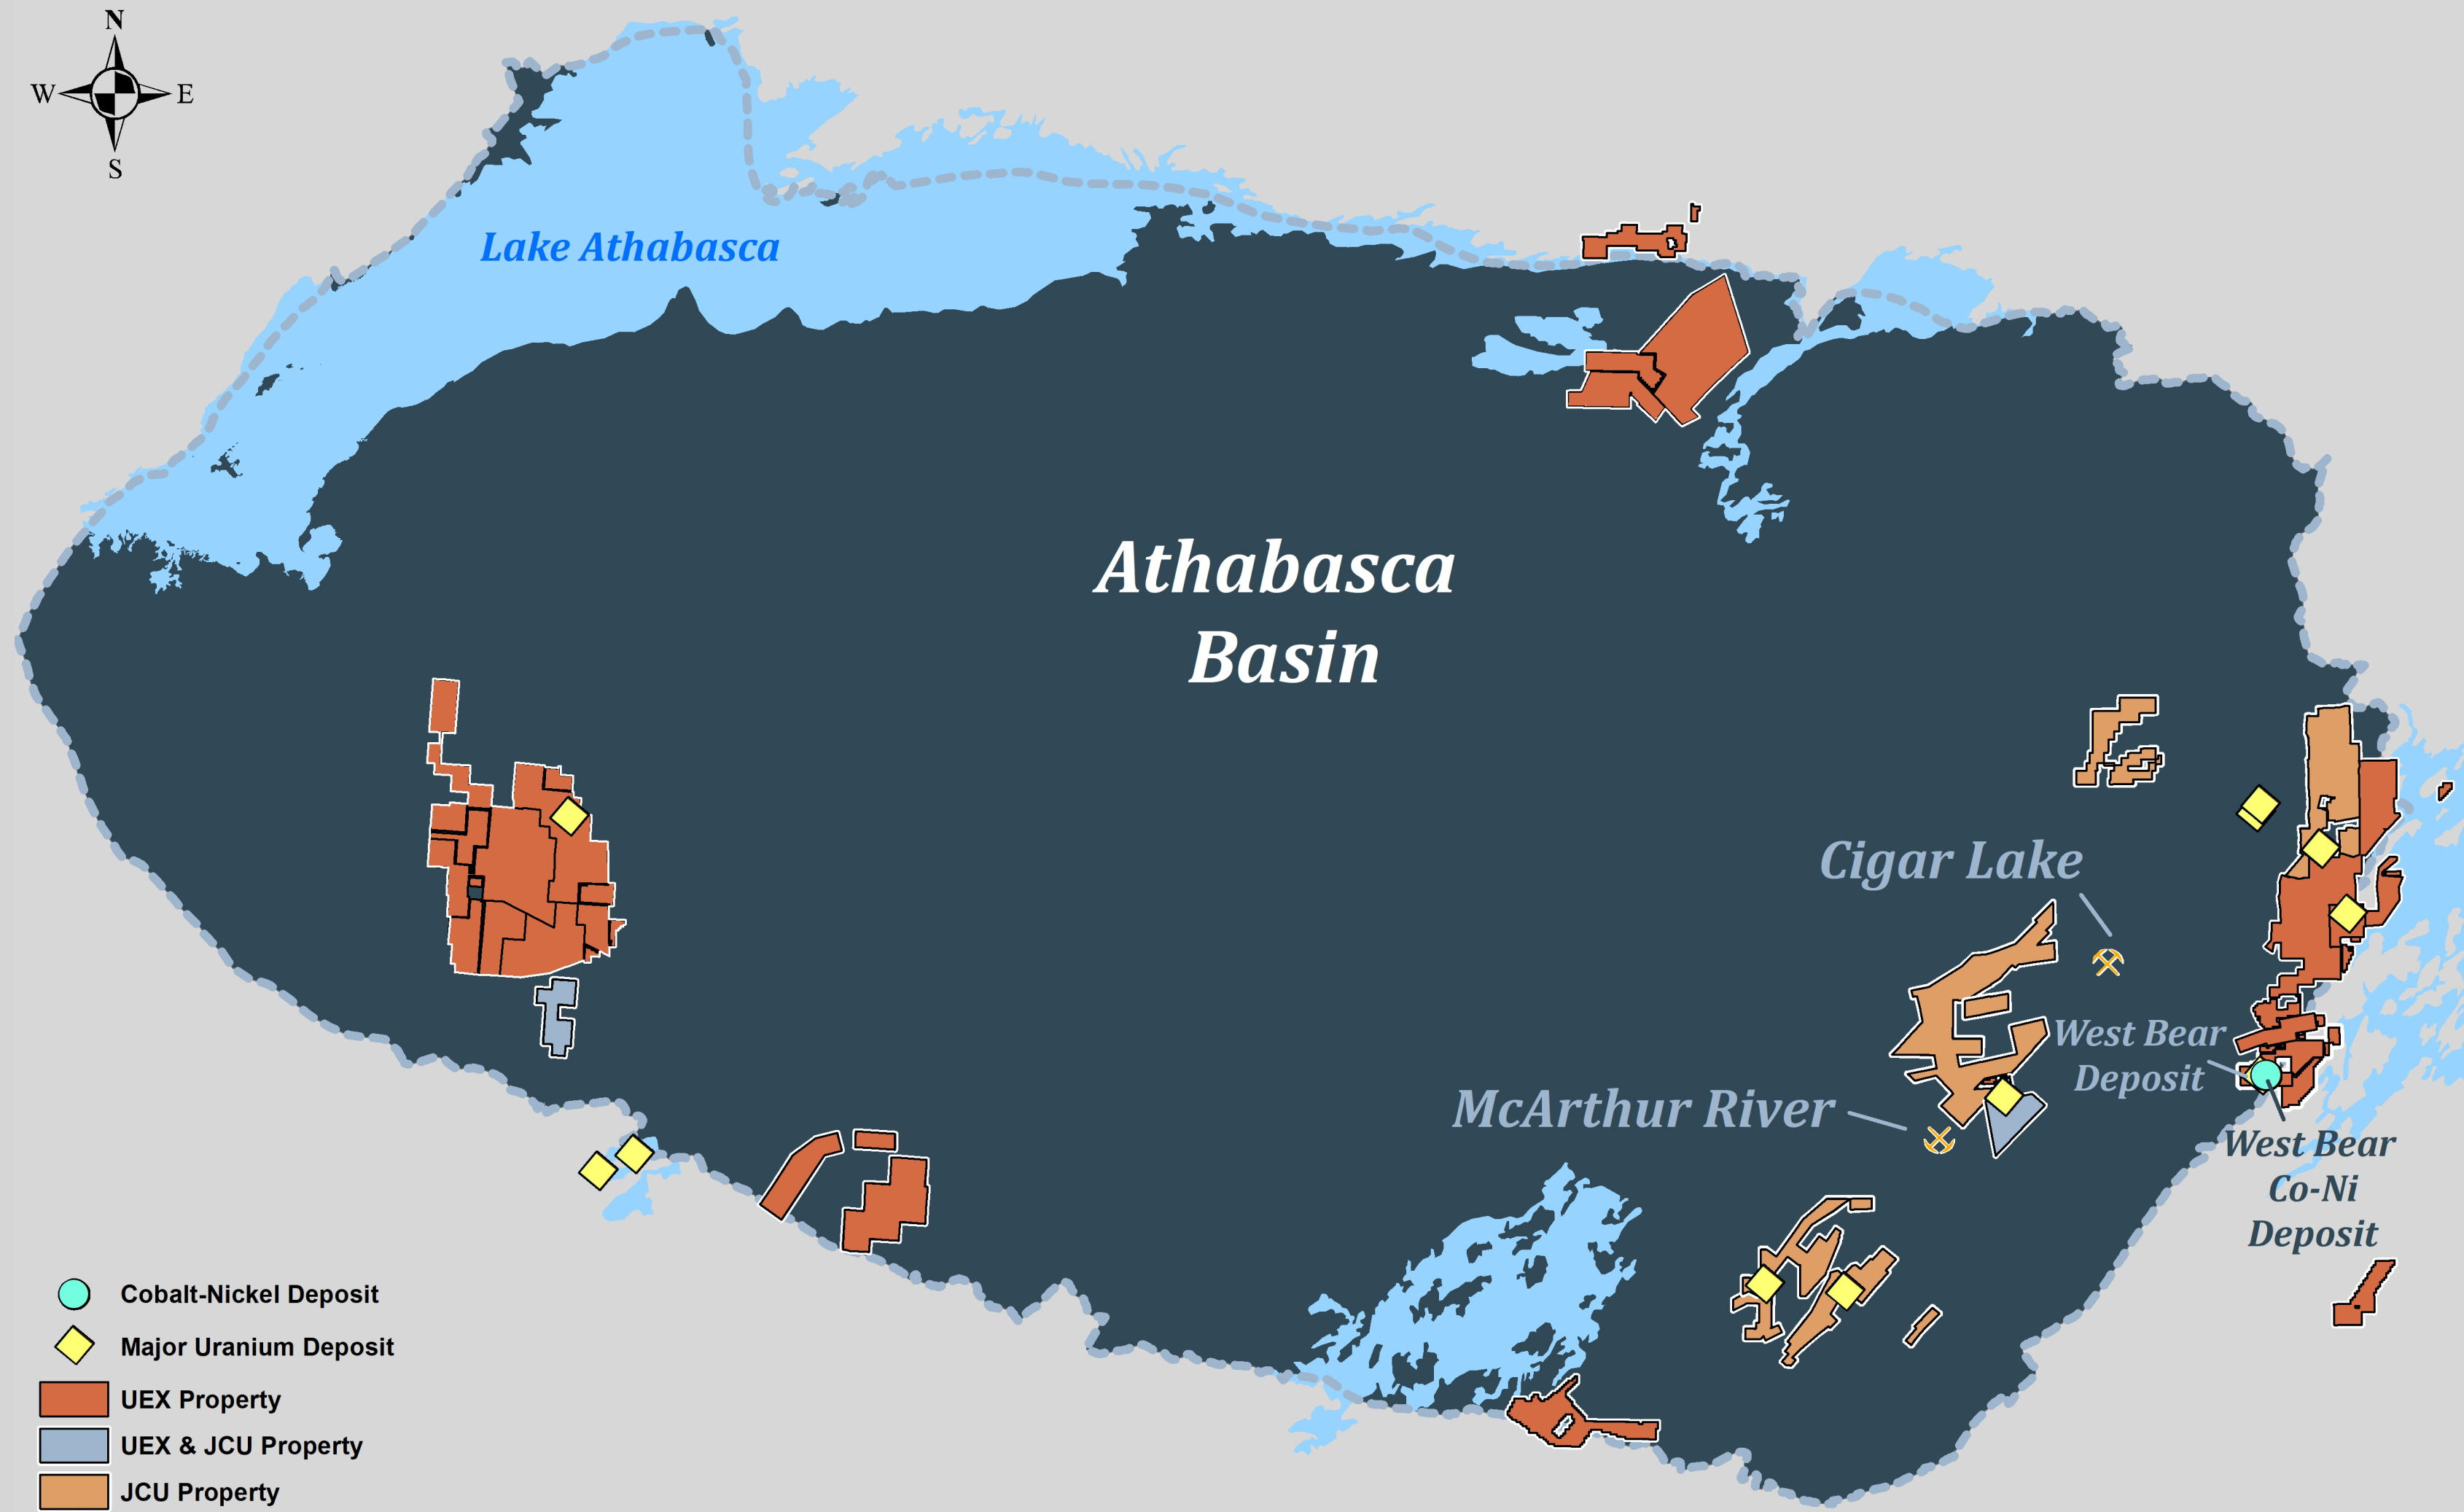 N
W E
S
Lake Athabasca
Athabasca
Basin
Cigar Lake
West Bear
Deposit
McArthur River
West Bear
Co-Ni
Deposit
Cobalt-Nickel Deposit
Major Uranium Deposit
UEX Property
UEX & JCU Property
JCU Property